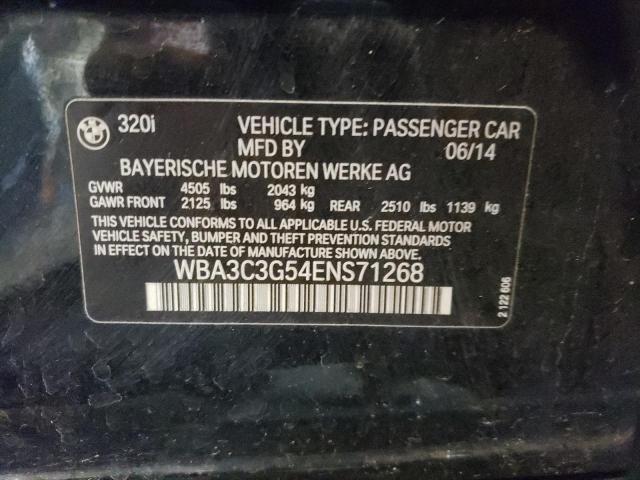 BMW 320i VEHICLE TYPE: PASSENGER CAR
MFD BY 06/14
BAYERISCHE MOTOREN WERKE AG
GVWR 4505 lbs 2043 kg
GAWR FRONT 2125 lbs 964 kg REAR 2510 lbs 1139 kg
THIS VEHICLE CONFORMS TO ALL APPLICABLE U.S. FEDERAL MOTOR
VEHICLE SAFETY, BUMPER AND THEFT PREVENTION STANDARDS
IN EFFECT ON THE DATE OF MANUFACTURE SHOWN ABOVE.
WBA3C3G54ENS71268
2 122 606